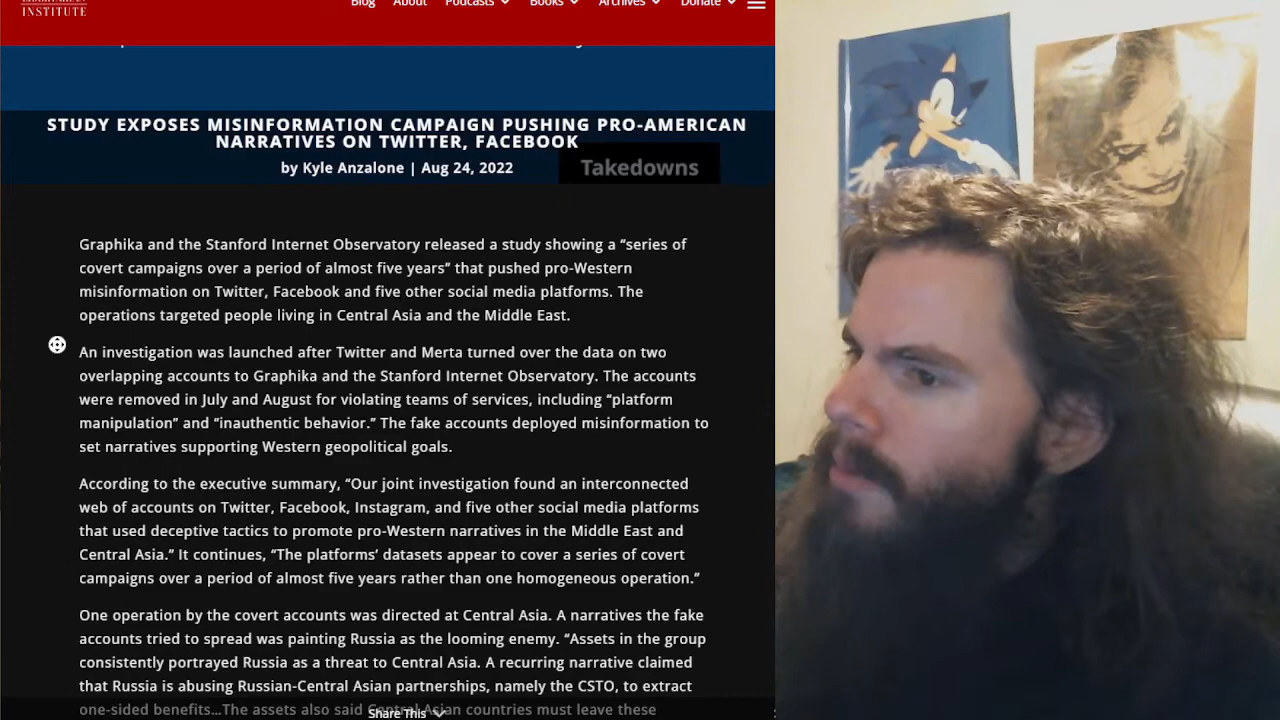 INSTITUTE
Blog About Podcasts Books Archives Donate
STUDY EXPOSES MISINFORMATION CAMPAIGN PUSHING PRO-AMERICAN
NARRATIVES ON TWITTER, FACEBOOK
by Kyle Anzalone | Aug 24, 2022
Takedowns
Graphika and the Stanford Internet Observatory released a study showing a “series of
covert campaigns over a period of almost five years” that pushed pro-Western
misinformation on Twitter, Facebook and five other social media platforms. The
operations targeted people living in Central Asia and the Middle East.
An investigation was launched after Twitter and Merta turned over the data on two
overlapping accounts to Graphika and the Stanford Internet Observatory. The accounts
were removed in July and August for violating teams of services, including “platform
manipulation” and “inauthentic behavior.” The fake accounts deployed misinformation to
set narratives supporting Western geopolitical goals.
According to the executive summary, “Our joint investigation found an interconnected
web of accounts on Twitter, Facebook, Instagram, and five other social media platforms
that used deceptive tactics to promote pro-Western narratives in the Middle East and
Central Asia.” It continues, “The platforms’ datasets appear to cover a series of covert
campaigns over a period of almost five years rather than one homogeneous operation.”
One operation by the covert accounts was directed at Central Asia. A narratives the fake
accounts tried to spread was painting Russia as the looming enemy. “Assets in the group
consistently portrayed Russia as a threat to Central Asia. A recurring narrative claimed
that Russia is abusing Russian-Central Asian partnerships, namely the CSTO, to extract
one-sided benefits…The assets also said Central Asian countries must leave these
Share This